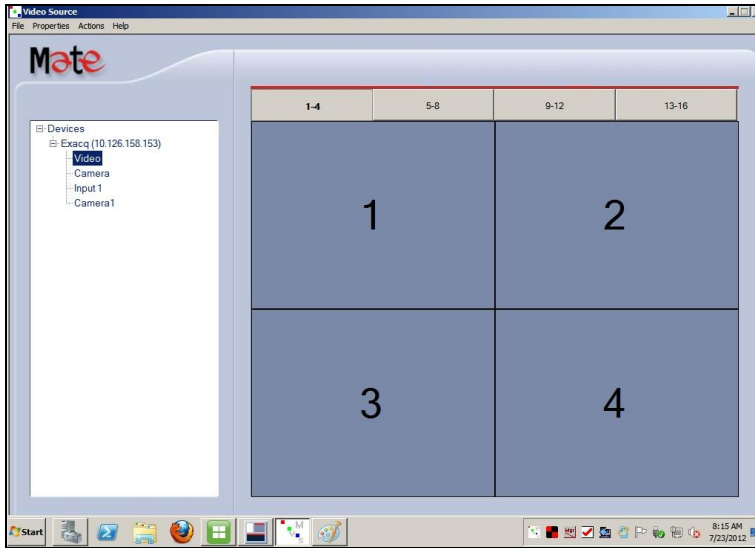 Video Source
File Properties Actions Help
Mate
1-4 5-8 9-12 13-16
Devices
Exacq (10.126.158.153)
Video
Camera
Input 1
Camera1
1 2
3 4
Start
8:15 AM
7/23/2012